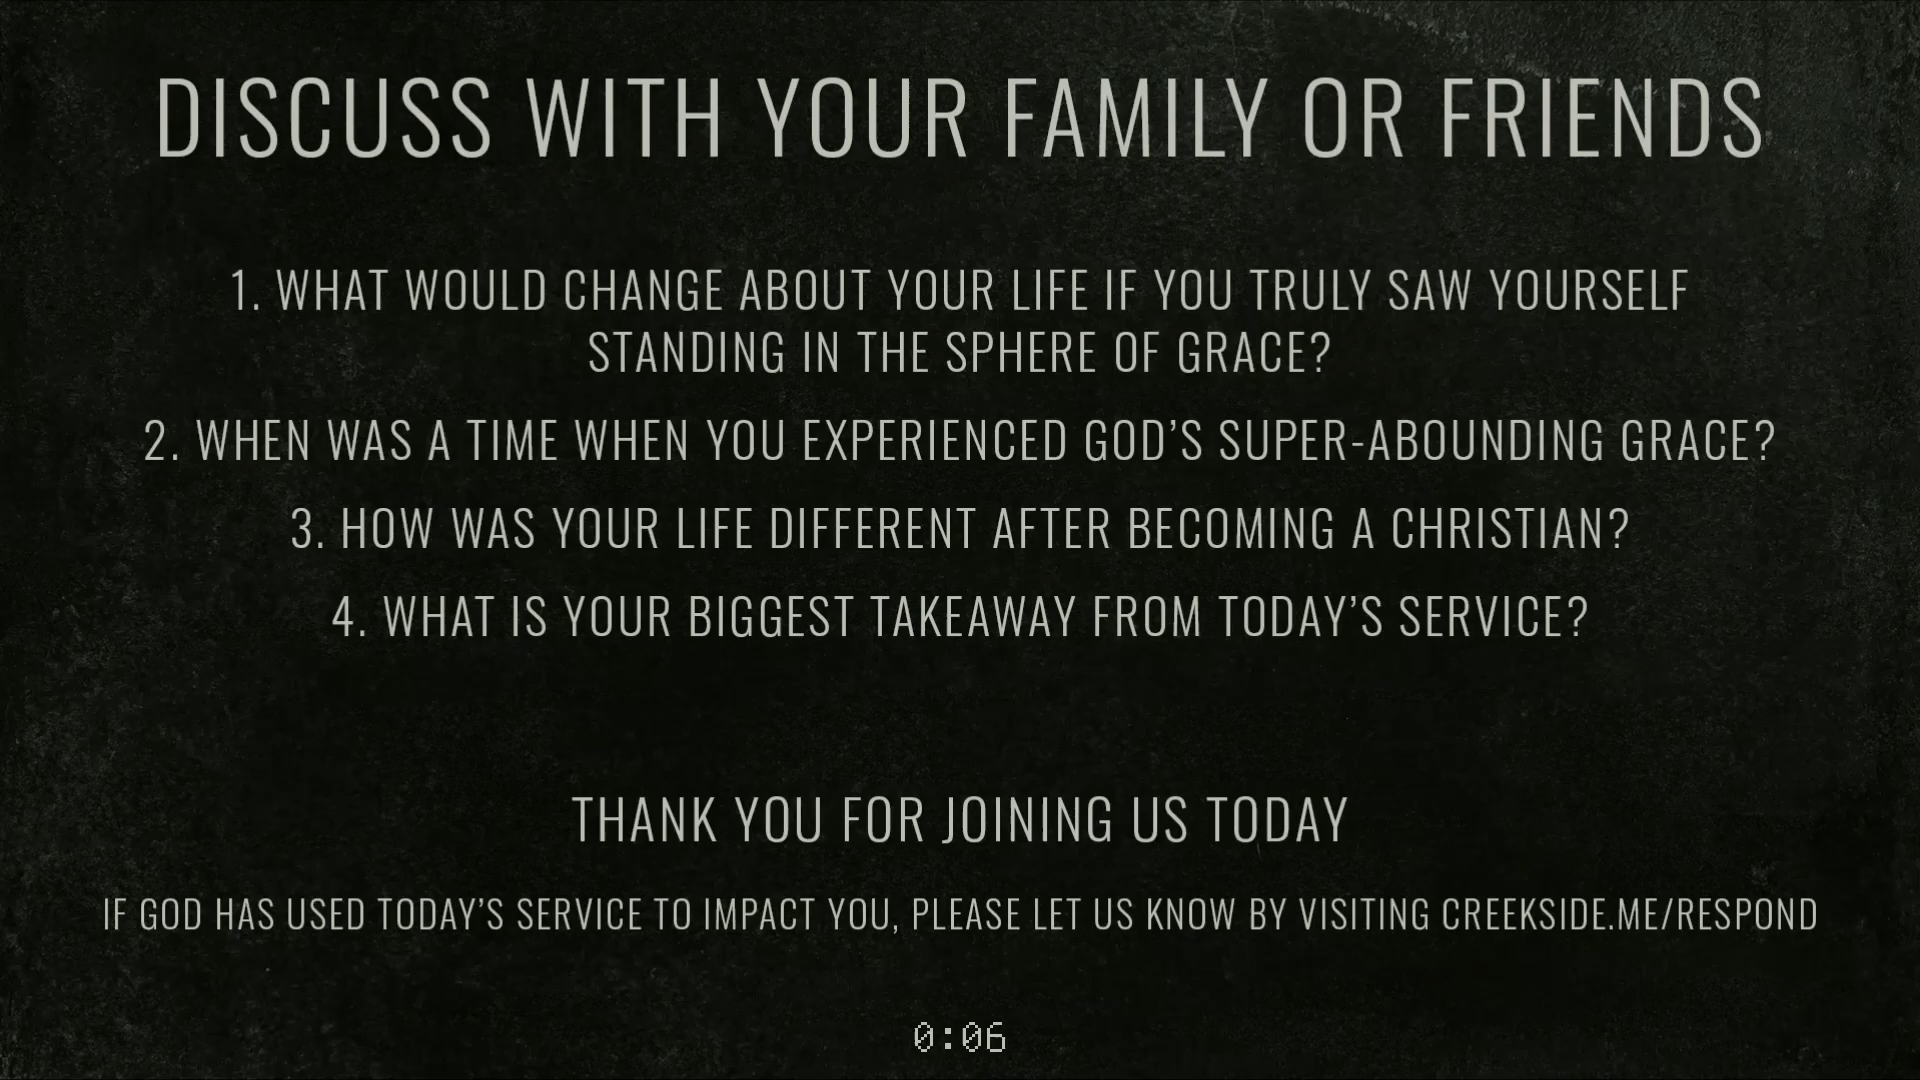 DISCUSS WITH YOUR FAMILY OR FRIENDS
1. WHAT WOULD CHANGE ABOUT YOUR LIFE IF YOU TRULY SAW YOURSELF
STANDING IN THE SPHERE OF GRACE?
2. WHEN WAS A TIME WHEN YOU EXPERIENCED GOD’S SUPER-ABOUNDING GRACE?
3. HOW WAS YOUR LIFE DIFFERENT AFTER BECOMING A CHRISTIAN?
4. WHAT IS YOUR BIGGEST TAKEAWAY FROM TODAY’S SERVICE?
THANK YOU FOR JOINING US TODAY
IF GOD HAS USED TODAY’S SERVICE TO IMPACT YOU, PLEASE LET US KNOW BY VISITING CREEKSIDE.ME/RESPOND
0:06